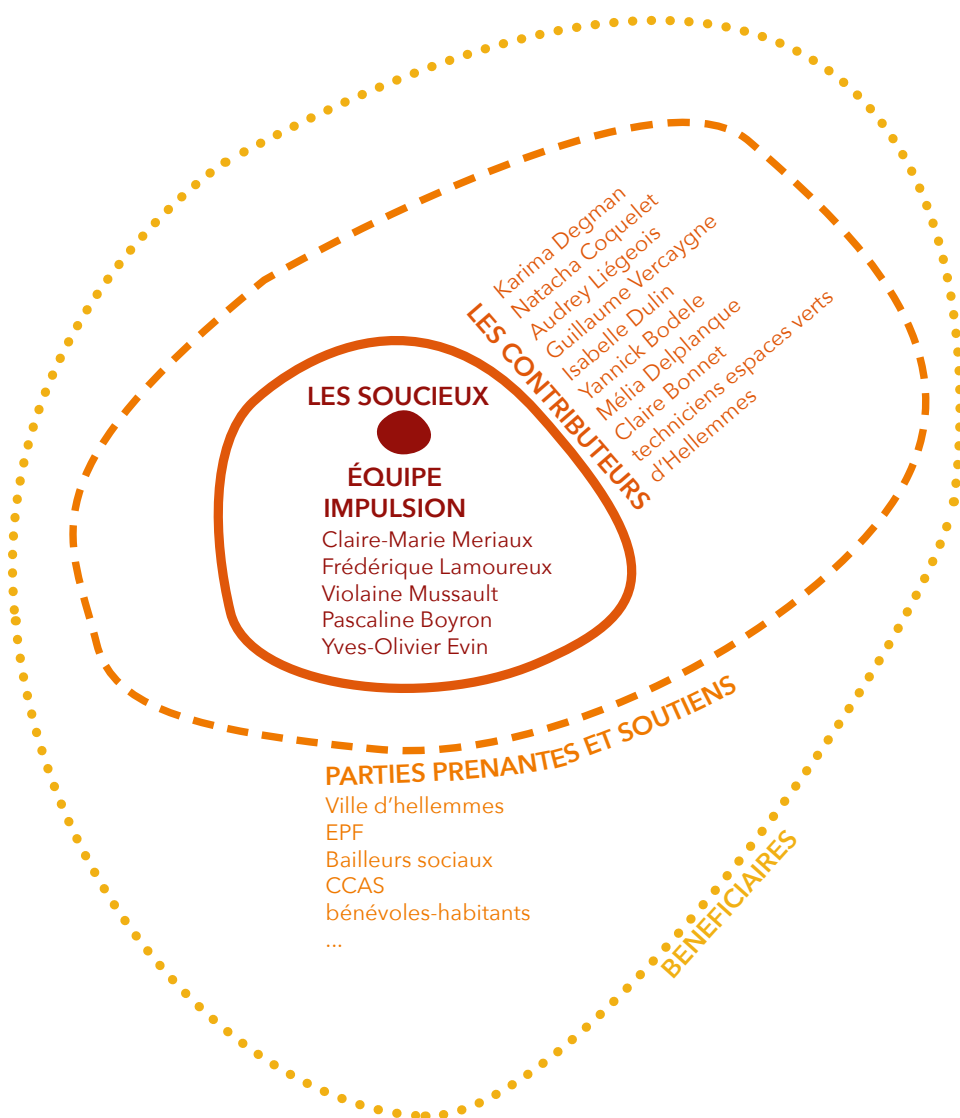 Karima Degman
Natacha Coquelet
Audrey Liégeois
Guillaume Vercaygne
Isabelle Dulin
Yannick Bodele
Mélia Delplanque
Claire Bonnet
techniciens espaces verts
d'Hellemmes
LES CONTRIBUTEURS
LES SOUCIEUX
ÉQUIPE
IMPULSION
Claire-Marie Meriaux
Frédérique Lamoureux
Violaine Mussault
Pascaline Boyron
Yves-Olivier Evin
PARTIES PRENANTES ET SOUTIENS
Ville d'hellemmes
EPF
Bailleurs sociaux
CCAS
bénévoles-habitants
...
BENEFICIAIRES